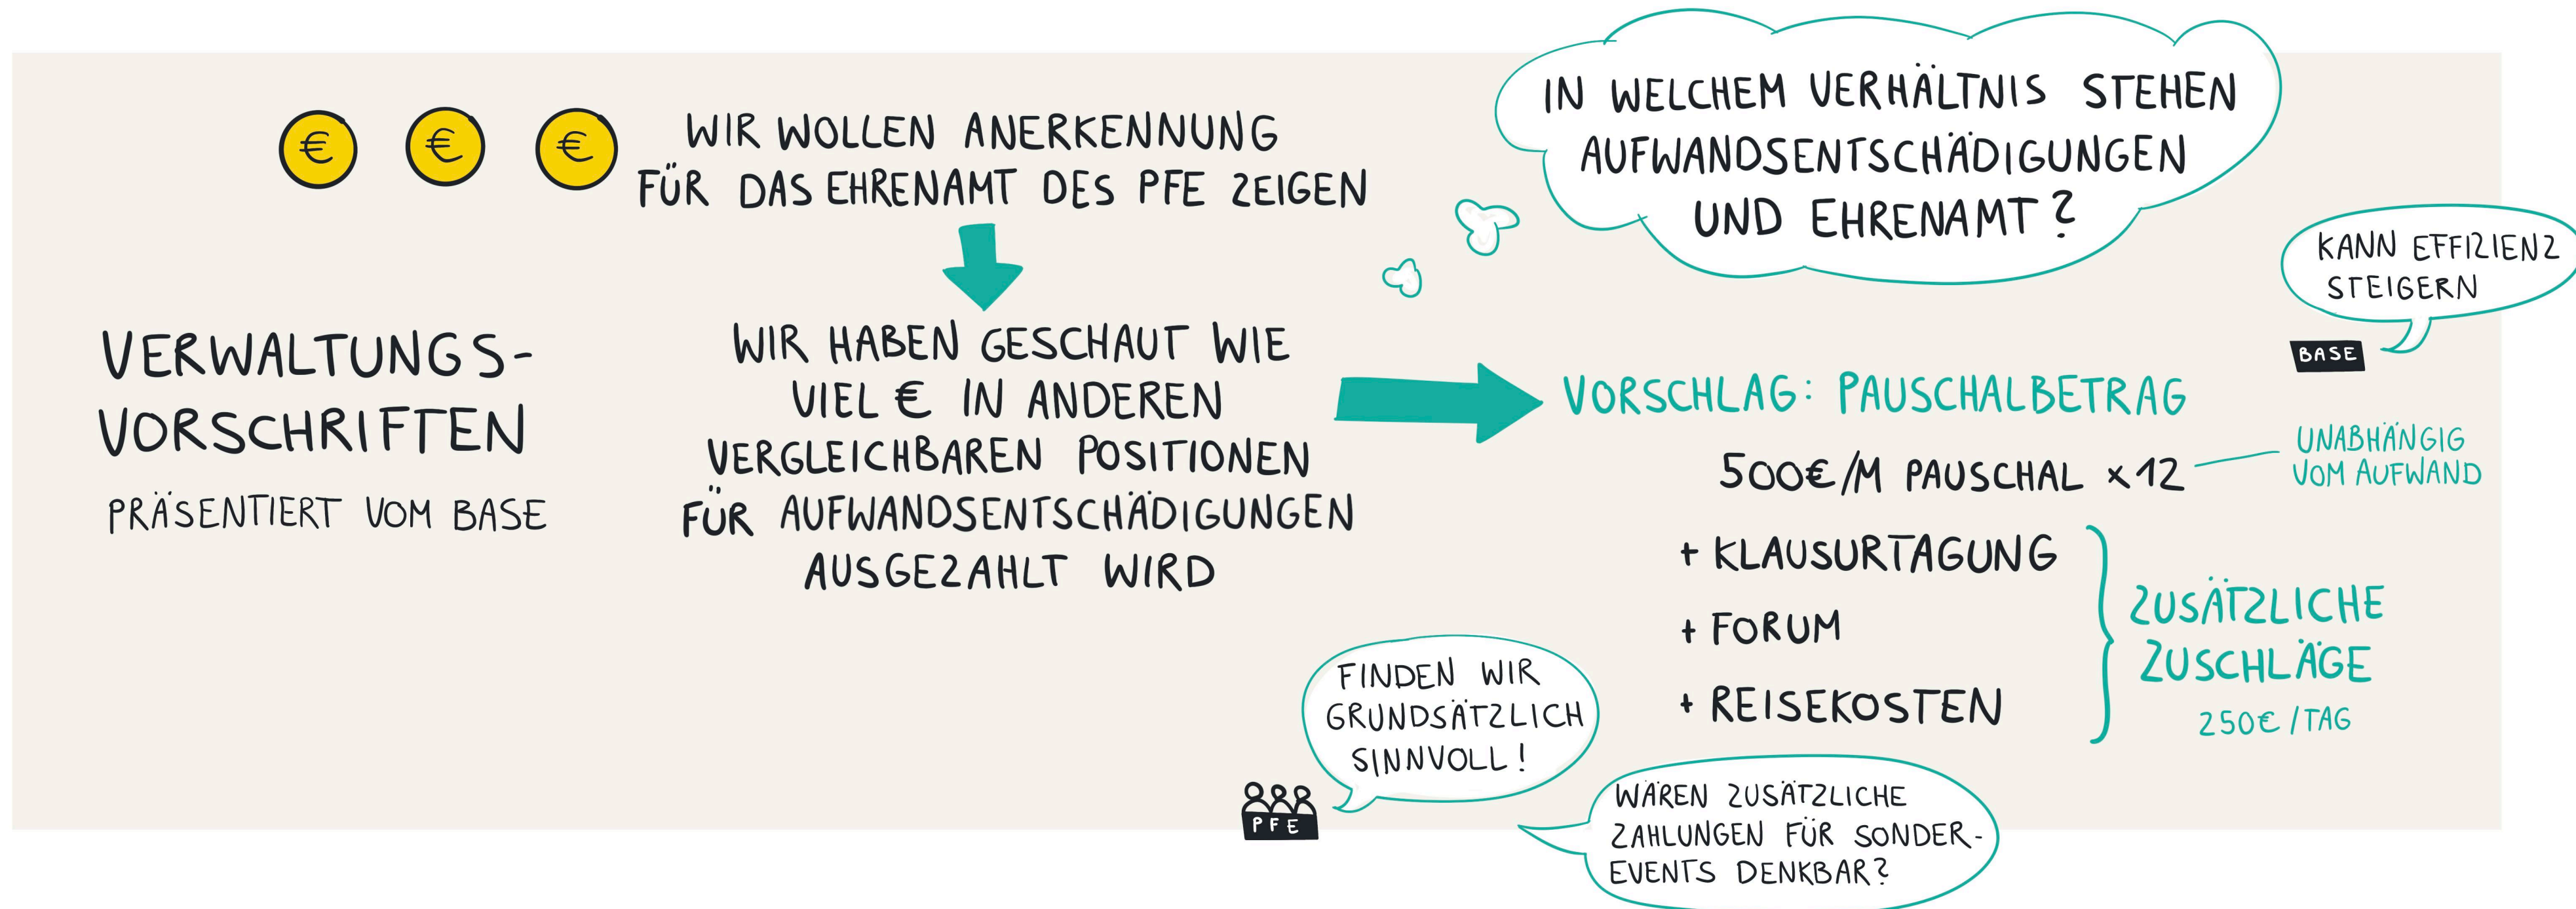 € € €
WIR WOLLEN ANERKENNUNG
FÜR DAS EHRENAMT DES PFE ZEIGEN
IN WELCHEM VERHÄLTNIS STEHEN
AUFWANDSENTSCHÄDIGUNGEN
UND EHRENAMT?
VERWALTUNGS-
VORSCHRIFTEN
PRÄSENTIERT VOM BASE
WIR HABEN GESCHAUT WIE
VIEL € IN ANDEREN
VERGLEICHBAREN POSITIONEN
FÜR AUFWANDSENTSCHÄDIGUNGEN
AUSGEZAHLT WIRD
KANN EFFIZIENZ
STEIGERN
BASE
VORSCHLAG: PAUSCHALBETRAG
500€/M PAUSCHAL x12
UNABHÄNGIG
VOM AUFWAND
+ KLAUSURTAGUNG
+ FORUM
+ REISEKOSTEN
ZUSÄTZLICHE
ZUSCHLÄGE
250€/TAG
FINDEN WIR
GRUNDSÄTZLICH
SINNVOLL!
PFE
WÄREN ZUSÄTZLICHE
ZAHLUNGEN FÜR SONDER-
EVENTS DENKBAR?